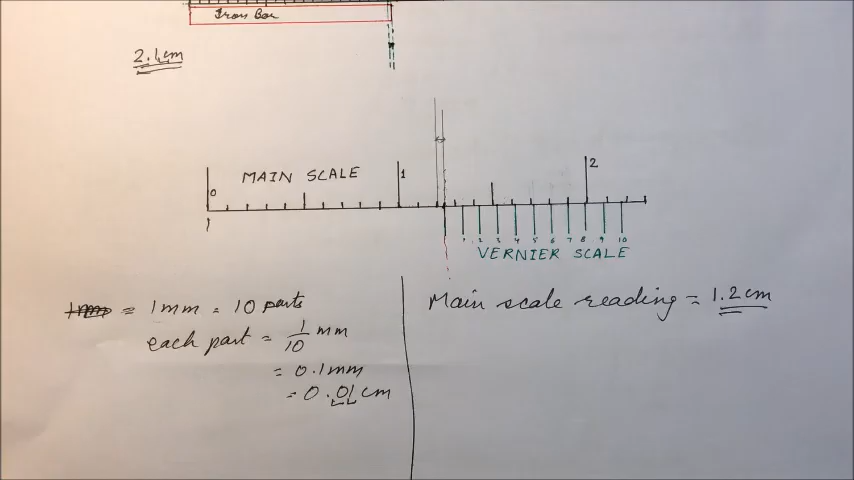 Iron Bar
2.1cm
MAIN SCALE
0
1
2
1 2 3 4 5 6 7 8 9 10
VERNIER SCALE
= 1mm = 10 parts
each part = 1/10 mm
= 0.1mm
= 0.01cm
Main scale reading = 1.2cm